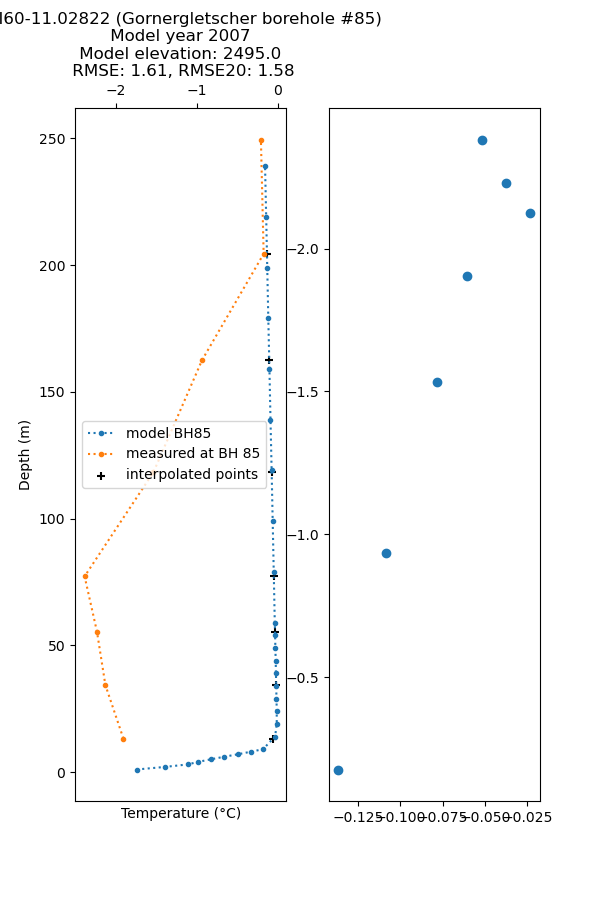 I60-11.02822 (Gornergletscher borehole #85)
Model year 2007
Model elevation: 2495.0
RMSE: 1.61, RMSE20: 1.58
−2 −1 0
250
200
150
100
50
0
Depth (m)
model BH85
measured at BH 85
interpolated points
Temperature (°C)
−2.0
−1.5
−1.0
−0.5
−0.125 −0.100 −0.075 −0.050 −0.025